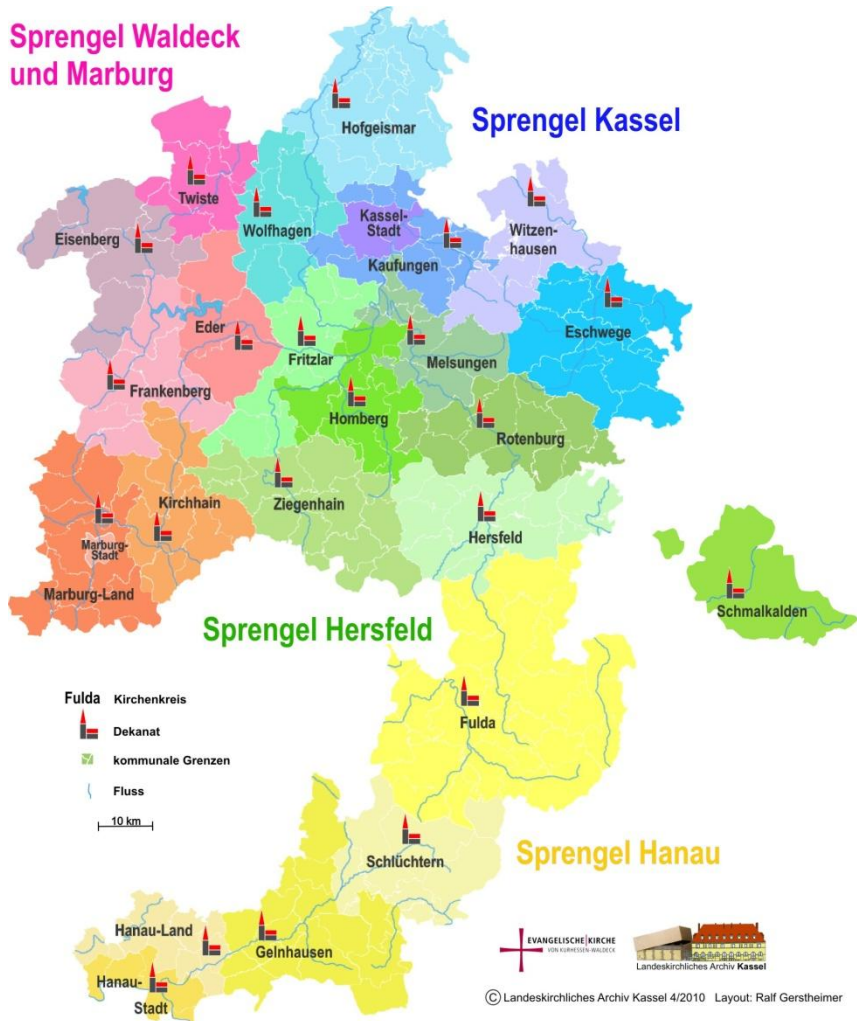 Sprengel Waldeck
und Marburg
Hofgeismar
Sprengel Kassel
Twiste
Wolfhagen
Kassel-
Stadt
Witzen-
hausen
Eisenberg
Kaufungen
Eder
Fritzlar
Melsungen
Eschwege
Frankenberg
Homberg
Rotenburg
Kirchhain
Ziegenhain
Hersfeld
Marburg-
Stadt
Marburg-Land
Schmalkalden
Sprengel Hersfeld
Fulda
Fulda Kirchenkreis
Dekanat
kommunale Grenzen
Fluss
10 km
Schlüchtern
Sprengel Hanau
Hanau-Land
Gelnhausen
Hanau-
Stadt
EVANGELISCHE KIRCHE
VON KURHESSEN-WALDECK
Landeskirchliches Archiv Kassel
© Landeskirchliches Archiv Kassel 4/2010 Layout: Ralf Gerstheimer